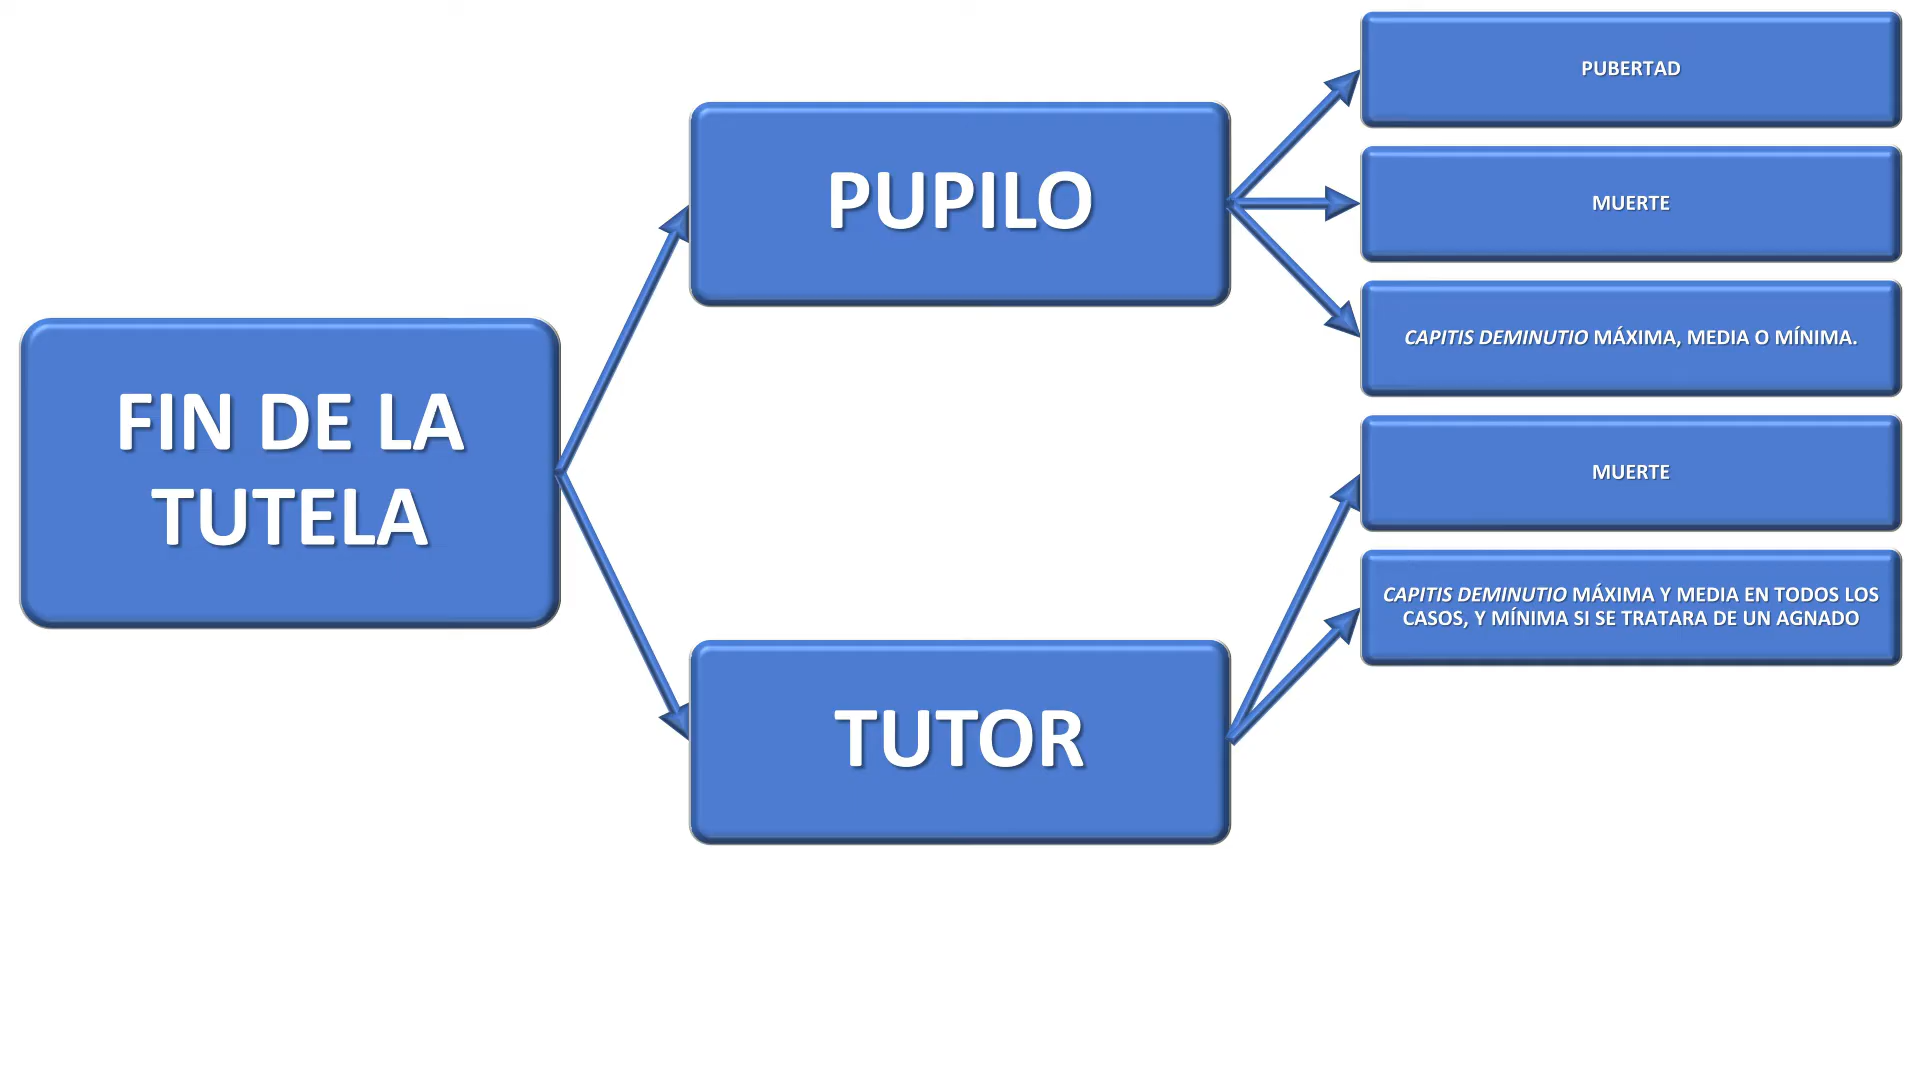 FIN DE LA
TUTELA
PUPILO
PUBERTAD
MUERTE
CAPITIS DEMINUTIO MÁXIMA, MEDIA O MÍNIMA.
TUTOR
MUERTE
CAPITIS DEMINUTIO MÁXIMA Y MEDIA EN TODOS LOS
CASOS, Y MÍNIMA SI SE TRATARA DE UN AGNADO